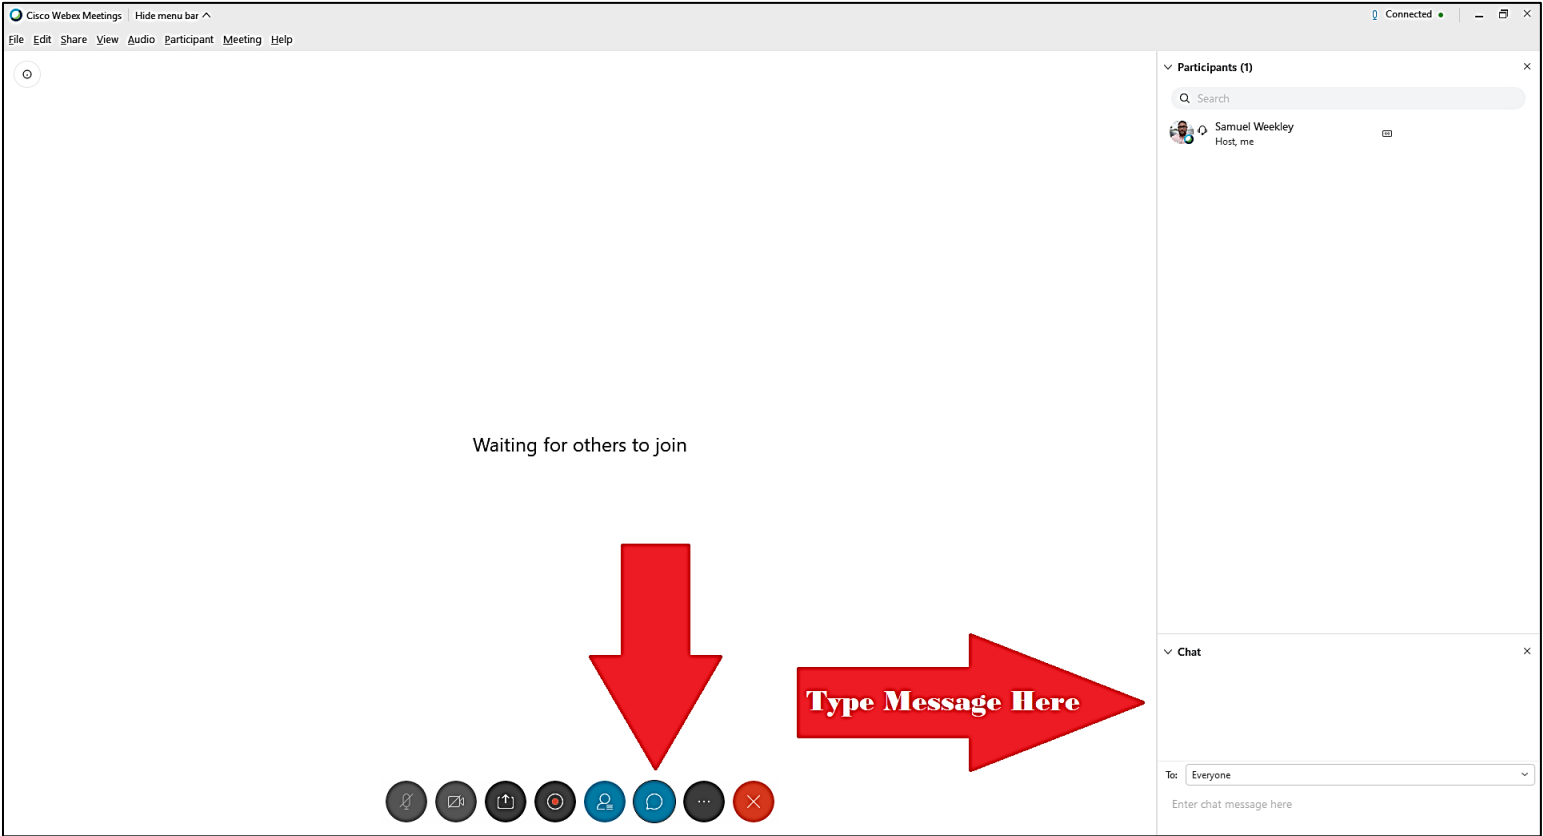 Cisco Webex Meetings Hide menu bar
Connected
File Edit Share View Audio Participant Meeting Help
Participants (1)
Search
Samuel Weekley
Host, me
Waiting for others to join
Type Message Here
Chat
To: Everyone
Enter chat message here